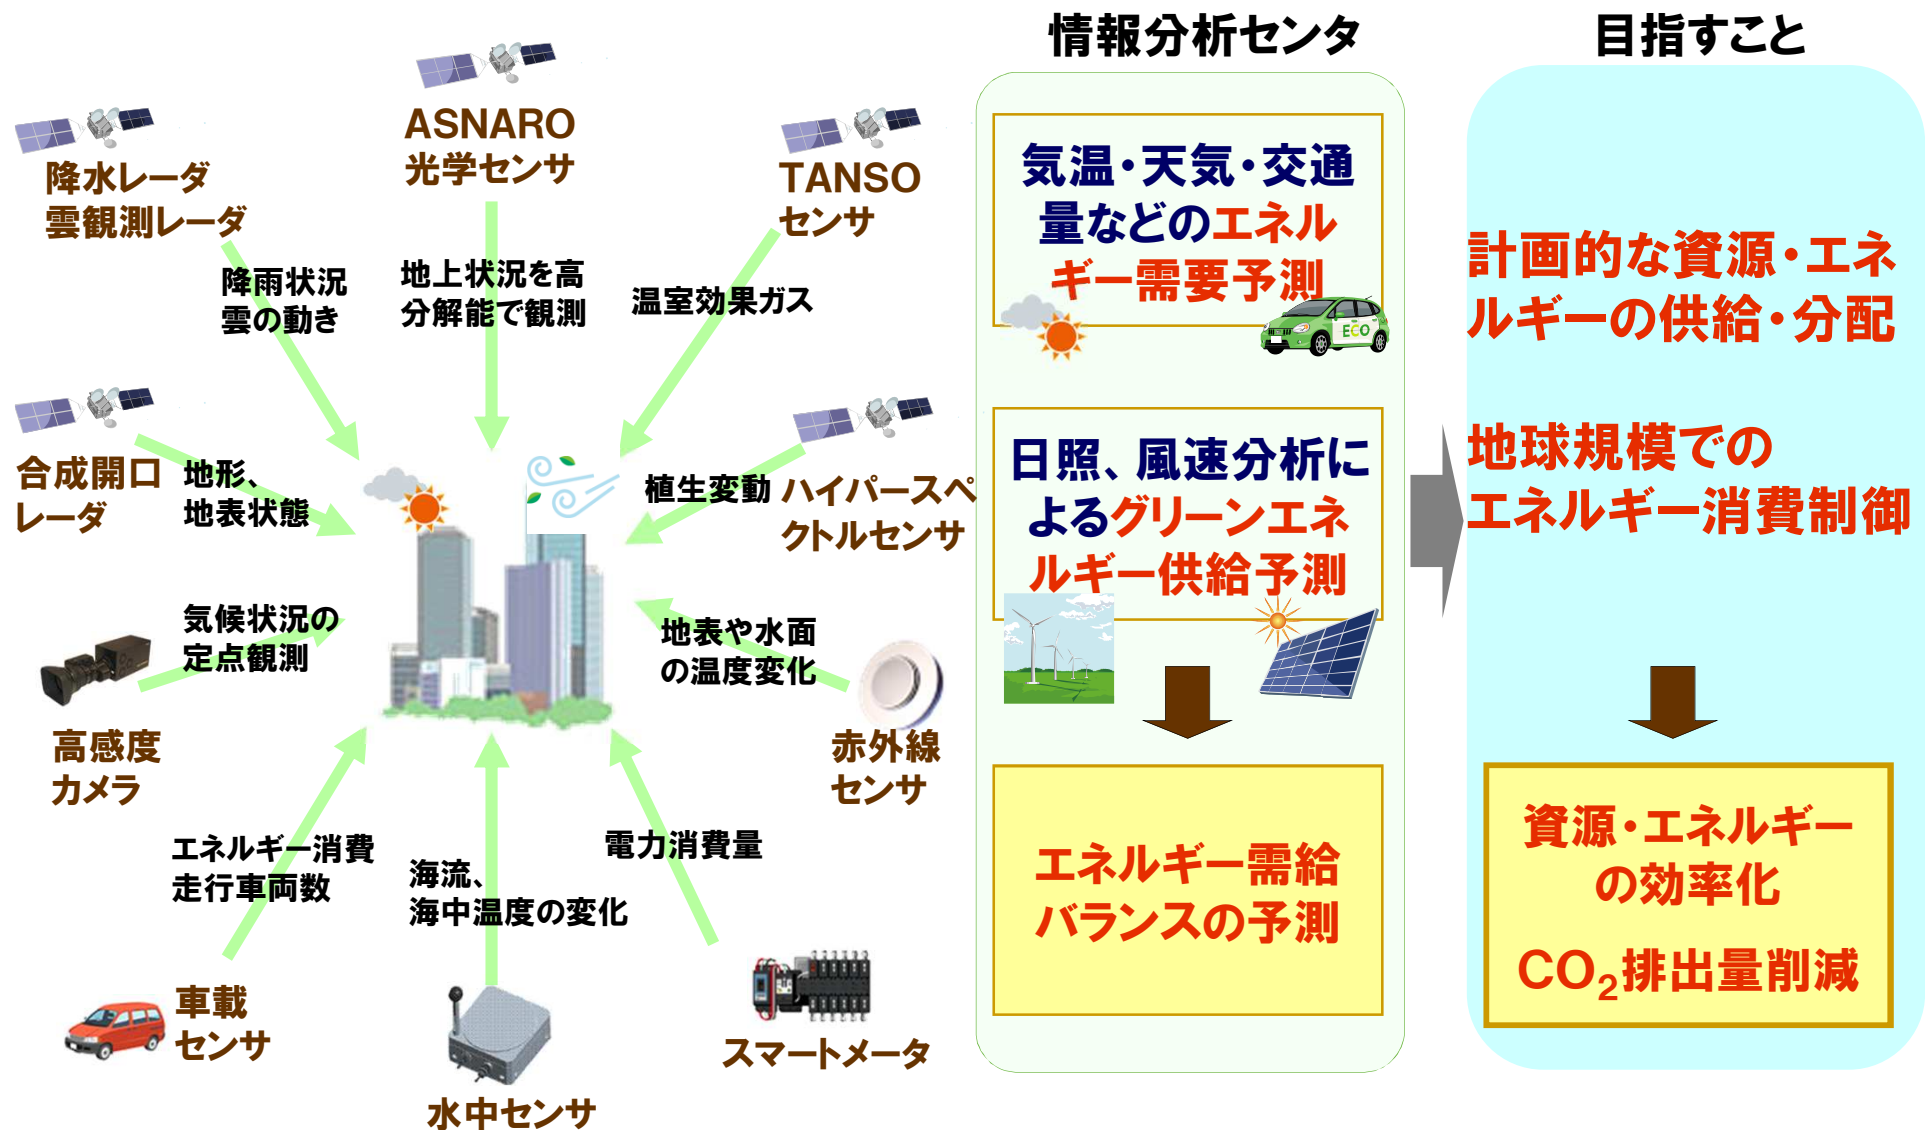 情報分析センタ
目指すこと
ASNARO
光学センサ
降水レーダ
雲観測レーダ
TANSO
センサ
降雨状況
雲の動き
地上状況を高
分解能で観測
温室効果ガス
合成開口
レーダ
地形、
地表状態
植生変動
ハイパースペ
クトルセンサ
気候状況の
定点観測
地表や水面
の温度変化
高感度
カメラ
赤外線
センサ
エネルギー消費
走行車両数
海流、
海中温度の変化
電力消費量
車載
センサ
水中センサ
スマートメータ
気温・天気・交通
量などのエネル
ギー需要予測
ECO
日照、風速分析に
よるグリーンエネ
ルギー供給予測
エネルギー需給
バランスの予測
計画的な資源・エネ
ルギーの供給・分配
地球規模での
エネルギー消費制御
資源・エネルギー
の効率化
CO₂排出量削減